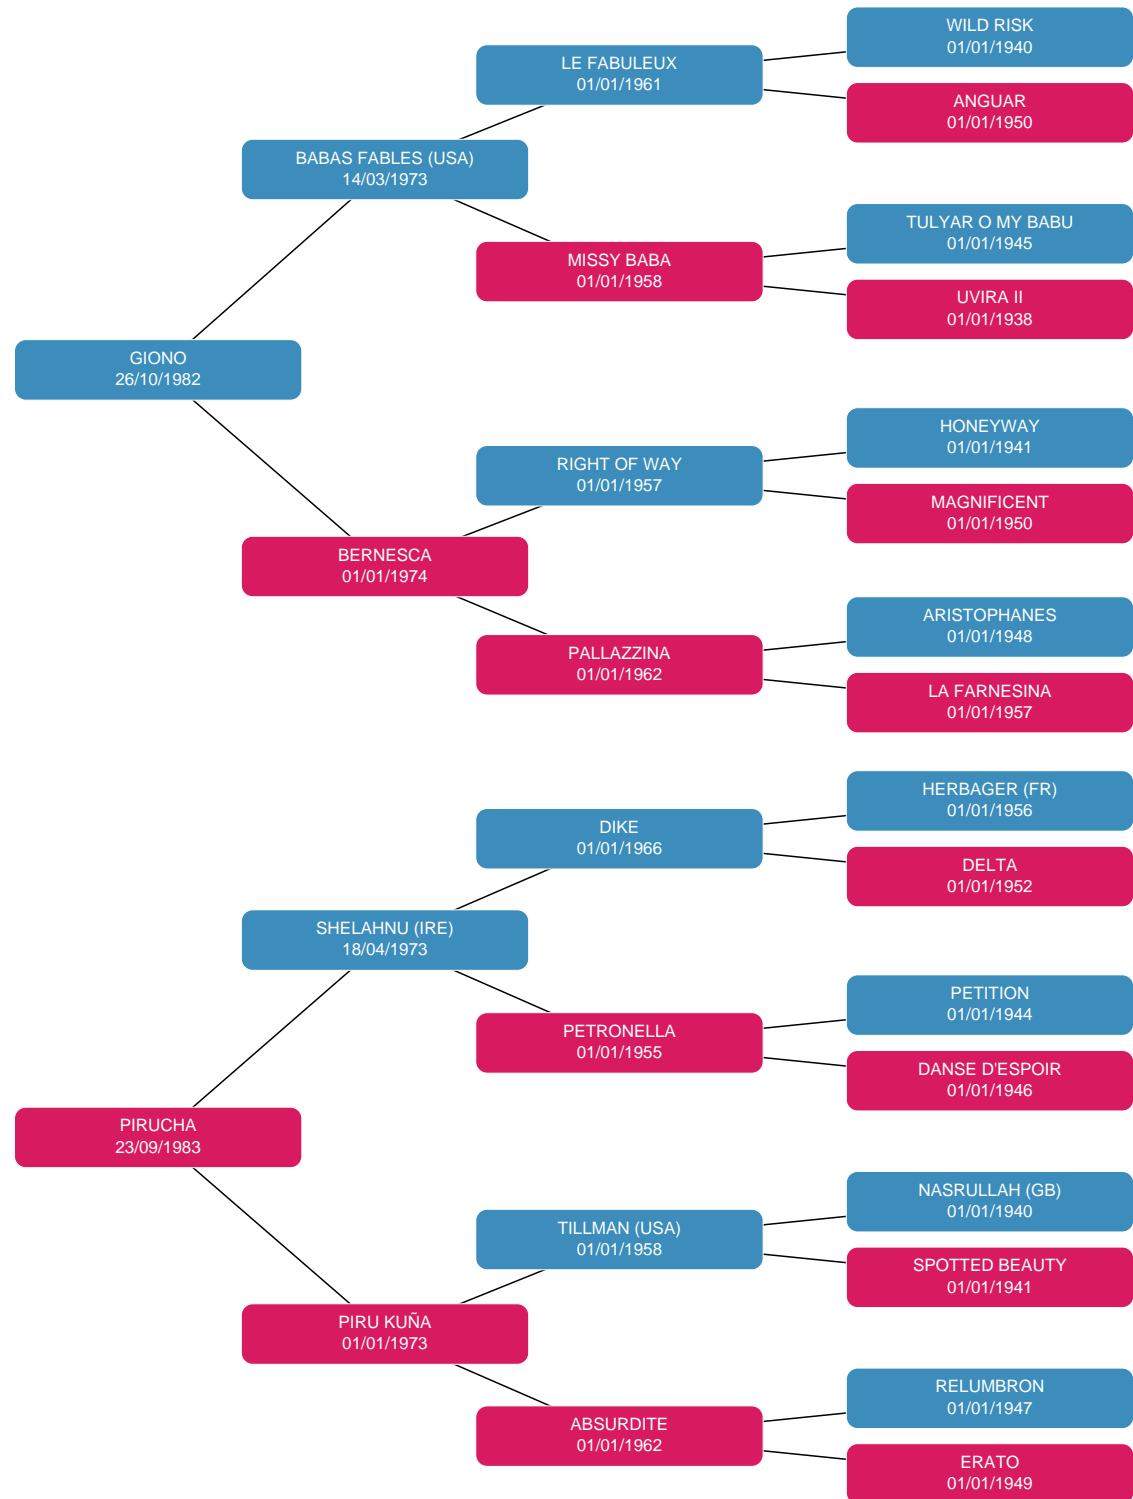 WILD RISK
01/01/1940
LE FABULEUX
01/01/1961
ANGUAR
01/01/1950
BABAS FABLES (USA)
14/03/1973
TULYAR O MY BABU
01/01/1945
MISSY BABA
01/01/1958
UVIRA II
01/01/1938
GIONO
26/10/1982
HONEYWAY
01/01/1941
RIGHT OF WAY
01/01/1957
MAGNIFICENT
01/01/1950
BERNESCA
01/01/1974
ARISTOPHANES
01/01/1948
PALLAZZINA
01/01/1962
LA FARNESINA
01/01/1957
HERBAGER (FR)
01/01/1956
DIKE
01/01/1966
DELTA
01/01/1952
SHELAHNU (IRE)
18/04/1973
PETITION
01/01/1944
PETRONELLA
01/01/1955
DANSE D'ESPOIR
01/01/1946
PIRUCHA
23/09/1983
NASRULLAH (GB)
01/01/1940
TILLMAN (USA)
01/01/1958
SPOTTED BEAUTY
01/01/1941
PIRU KUÑA
01/01/1973
RELUMBRON
01/01/1947
ABSURDITE
01/01/1962
ERATO
01/01/1949